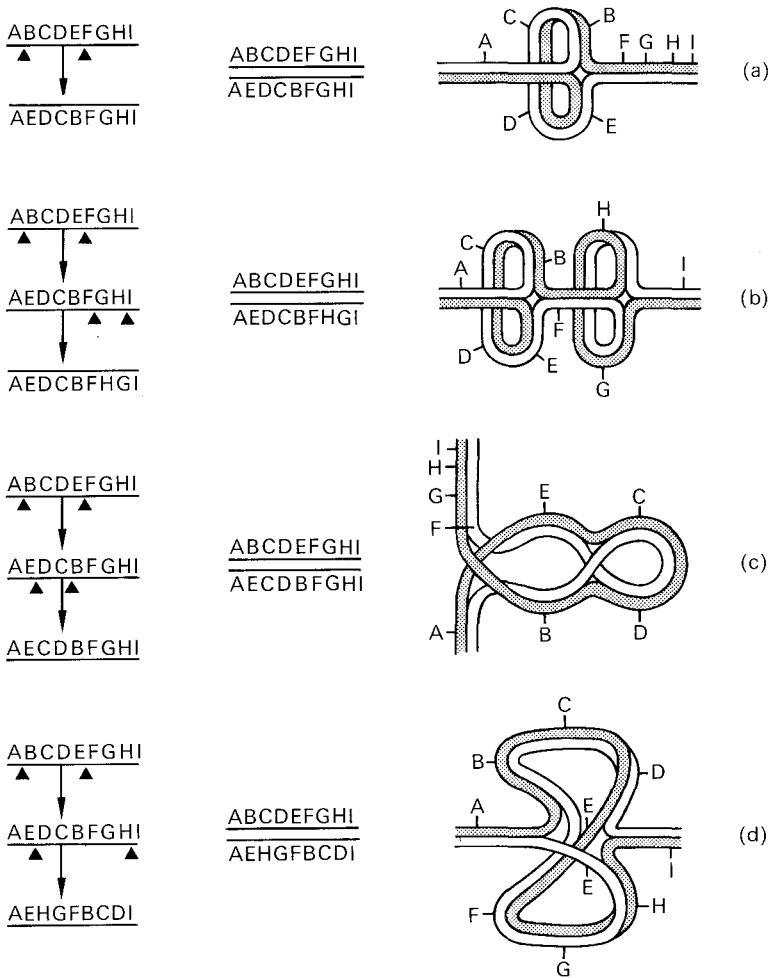 ABCDEFGHI
AEDCBFGHI
ABCDEFGHI
AEDCBFGHI
C B
A F G H I
D E
(a)
ABCDEFGHI
AEDCBFGHI
AEDCBFHGI
ABCDEFGHI
AEDCBFHGI
H
C B
A I
F
D E
G
(b)
ABCDEFGHI
AEDCBFGHI
AECDBFGHI
ABCDEFGHI
AECDBFGHI
I
H
G E C
F
A B D
(c)
ABCDEFGHI
AEDCBFGHI
AEHGFBCDI
ABCDEFGHI
AEHGFBCDI
C
B D
A E
E I
F H
G
(d)